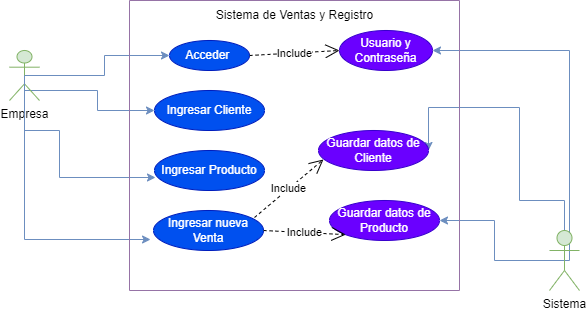 Sistema de Ventas y Registro
Acceder
Include
Usuario y
Contraseña
Empresa
Ingresar Cliente
Guardar datos de
Cliente
Ingresar Producto
Include
Ingresar nueva
Venta
Include
Guardar datos de
Producto
Sistema